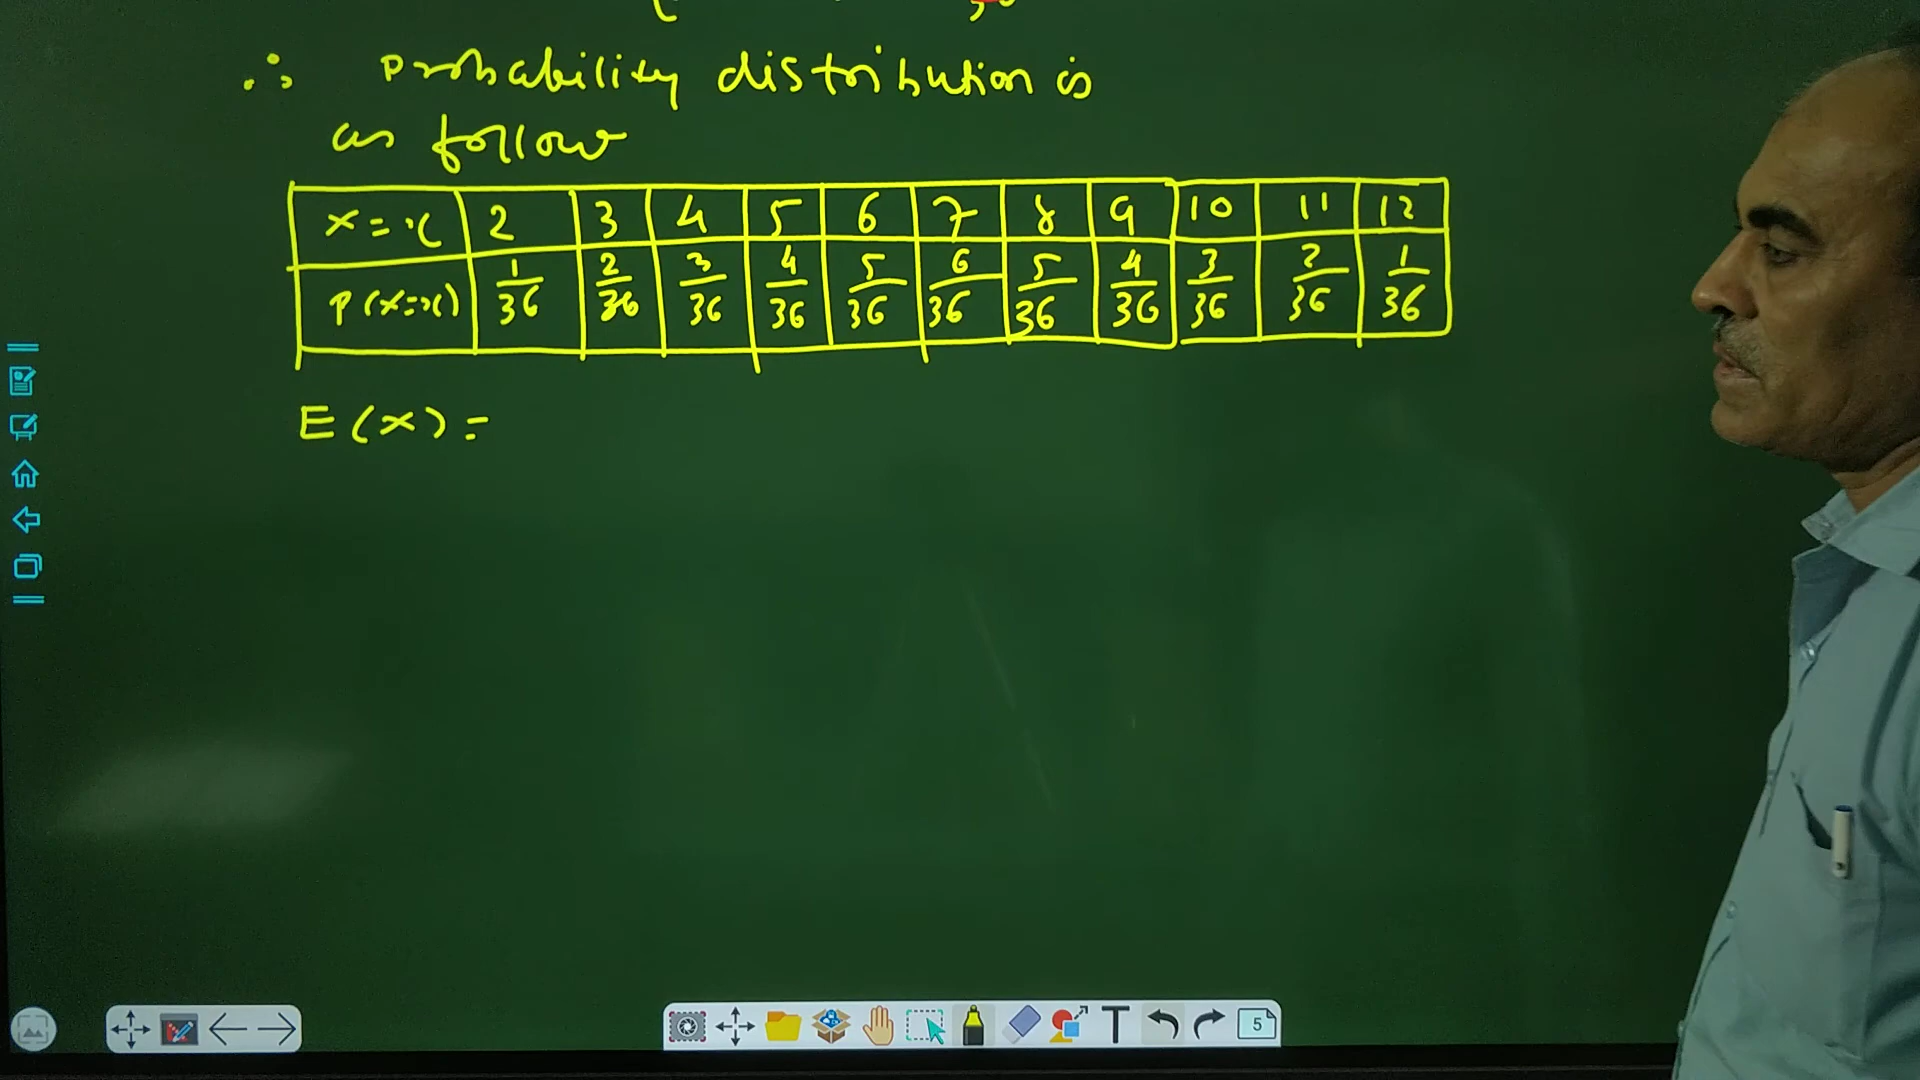 ∴ probability distribution is
as follow
X=x 2 3 4 5 6 7 8 9 10 11 12
P(X=x) 1/36 2/36 3/36 4/36 5/36 6/36 5/36 4/36 3/36 2/36 1/36
E(X)=
T 5